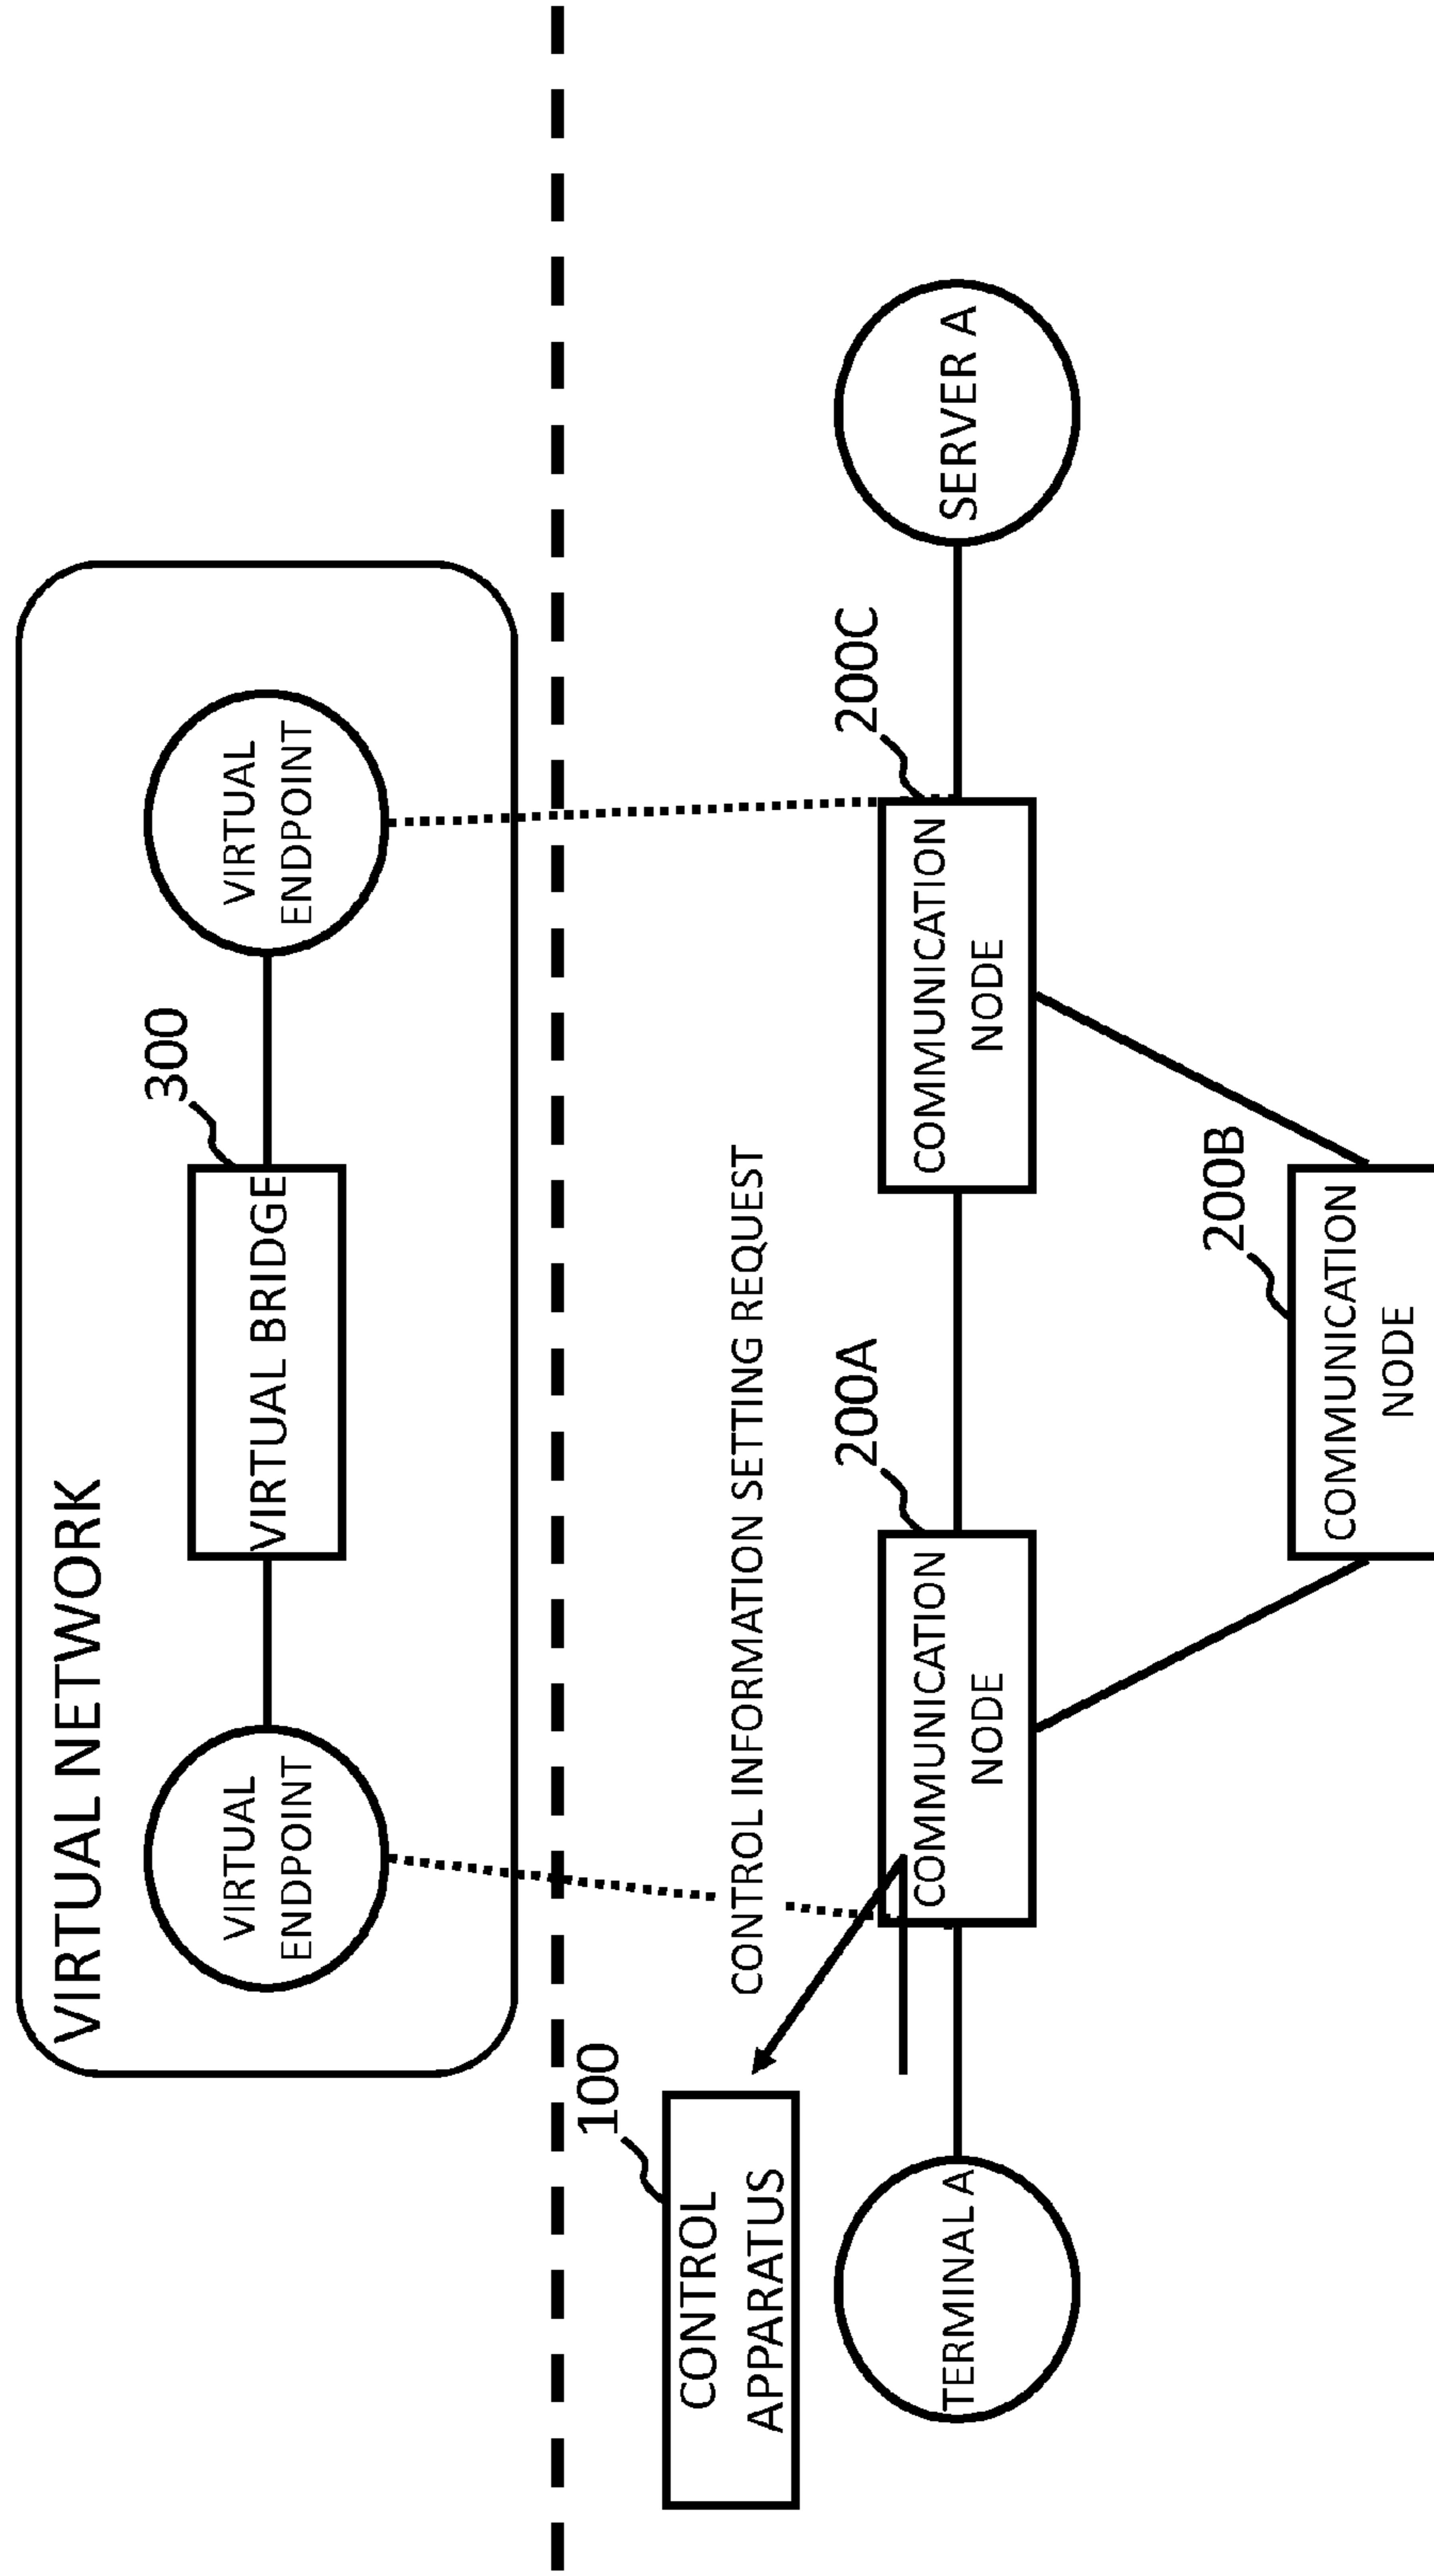 VIRTUAL NETWORK
300
VIRTUAL
ENDPOINT
VIRTUAL BRIDGE
VIRTUAL
ENDPOINT
100
CONTROL
APPARATUS
CONTROL INFORMATION SETTING REQUEST
200A
200C
TERMINAL A
COMMUNICATION
NODE
COMMUNICATION
NODE
SERVER A
200B
COMMUNICATION
NODE